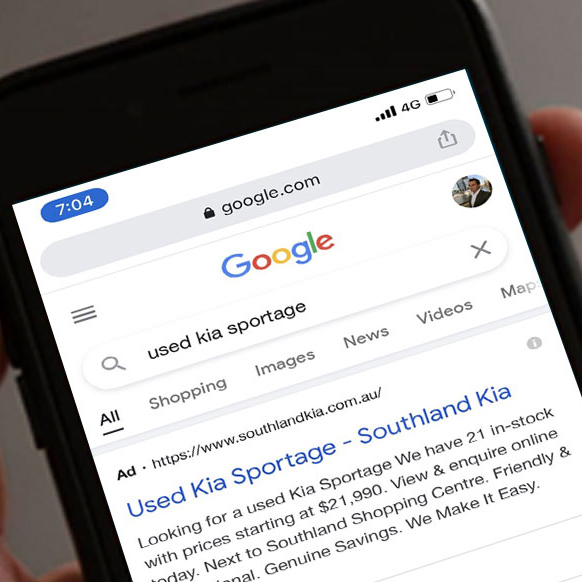 7:04
4G
google.com
Google
used kia sportage
All Shopping Images News Videos Map
Ad · https://www.southlandkia.com.au/
Used Kia Sportage - Southland Kia
Looking for a used Kia Sportage We have 21 in-stock
with prices starting at $21,990. View & enquire online
today. Next to Southland Shopping Centre. Friendly &
Genuine Savings. We Make It Easy.